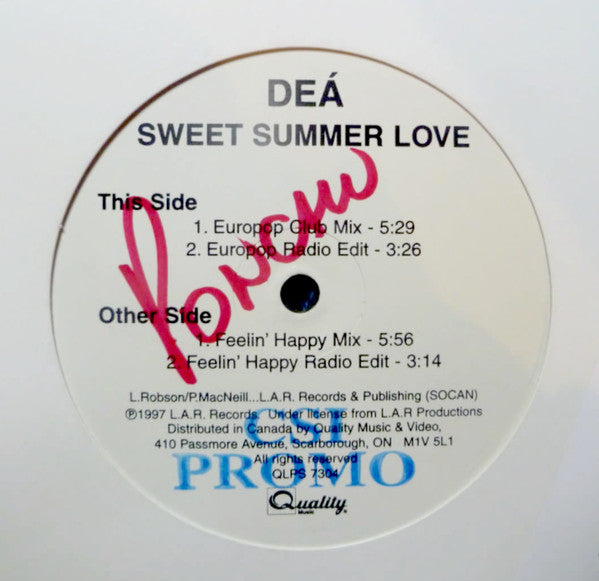 DEÁ
SWEET SUMMER LOVE
This Side
1. Europop Club Mix - 5:29
2. Europop Radio Edit - 3:26
Other Side
1. Feelin' Happy Mix - 5:56
2. Feelin' Happy Radio Edit - 3:14
L.Robson/P.MacNeill...L.A.R. Records & Publishing (SOCAN)
℗1997 L.A.R. Records. Under license from L.A.R Productions
Distributed in Canada by Quality Music & Video,
410 Passmore Avenue, Scarborough, ON M1V 5L1
All rights reserved
QLPS 7304
Quality
Music
Poncho
CSI
PROMO